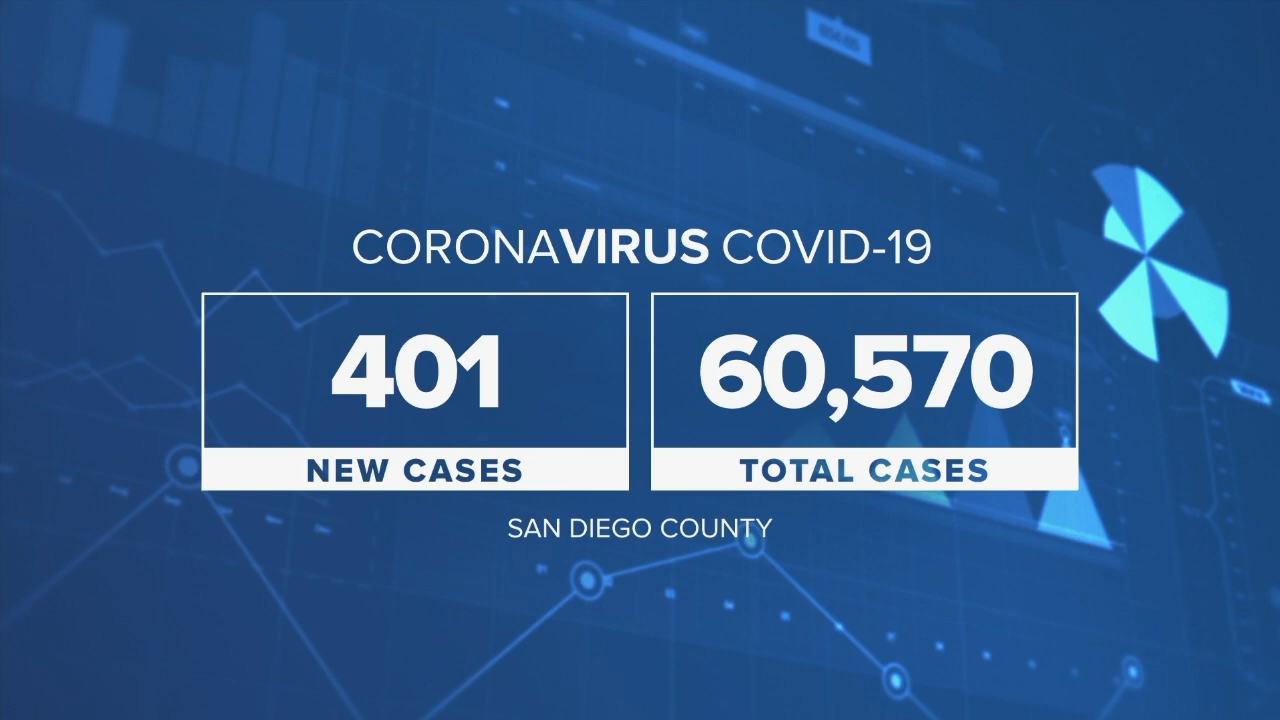 CORONAVIRUS COVID-19
401
60,570
NEW CASES
TOTAL CASES
SAN DIEGO COUNTY